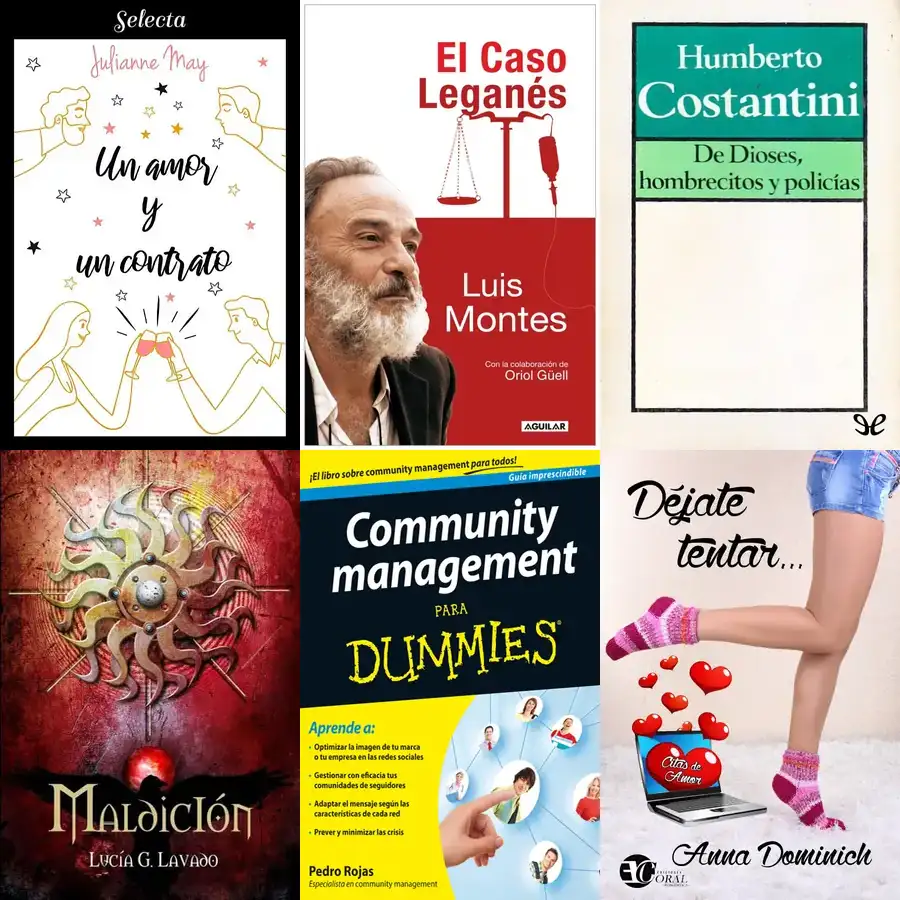 Selecta
Julianne May
Un amor
y
un contrato
El Caso
Leganés
Luis
Montes
Con la colaboración de
Oriol Güell
AGUILAR
Humberto
Costantini
De Dioses,
hombrecitos y policías
MALDICIÓN
LUCÍA G. LAVADO
¡El libro sobre community management para todos!
Guía imprescindible
Community
management
PARA
DUMMIES®
Aprende a:
• Optimizar la imagen de tu marca
o tu empresa en las redes sociales
• Gestionar con eficacia tus
comunidades de seguidores
• Adaptar el mensaje según las
características de cada red
• Prever y minimizar las crisis
Pedro Rojas
Especialista en community management
Déjate
tentar...
Citas de
Amor
Anna Dominich
EDICIONES
CORAL
ROMÁNTICA